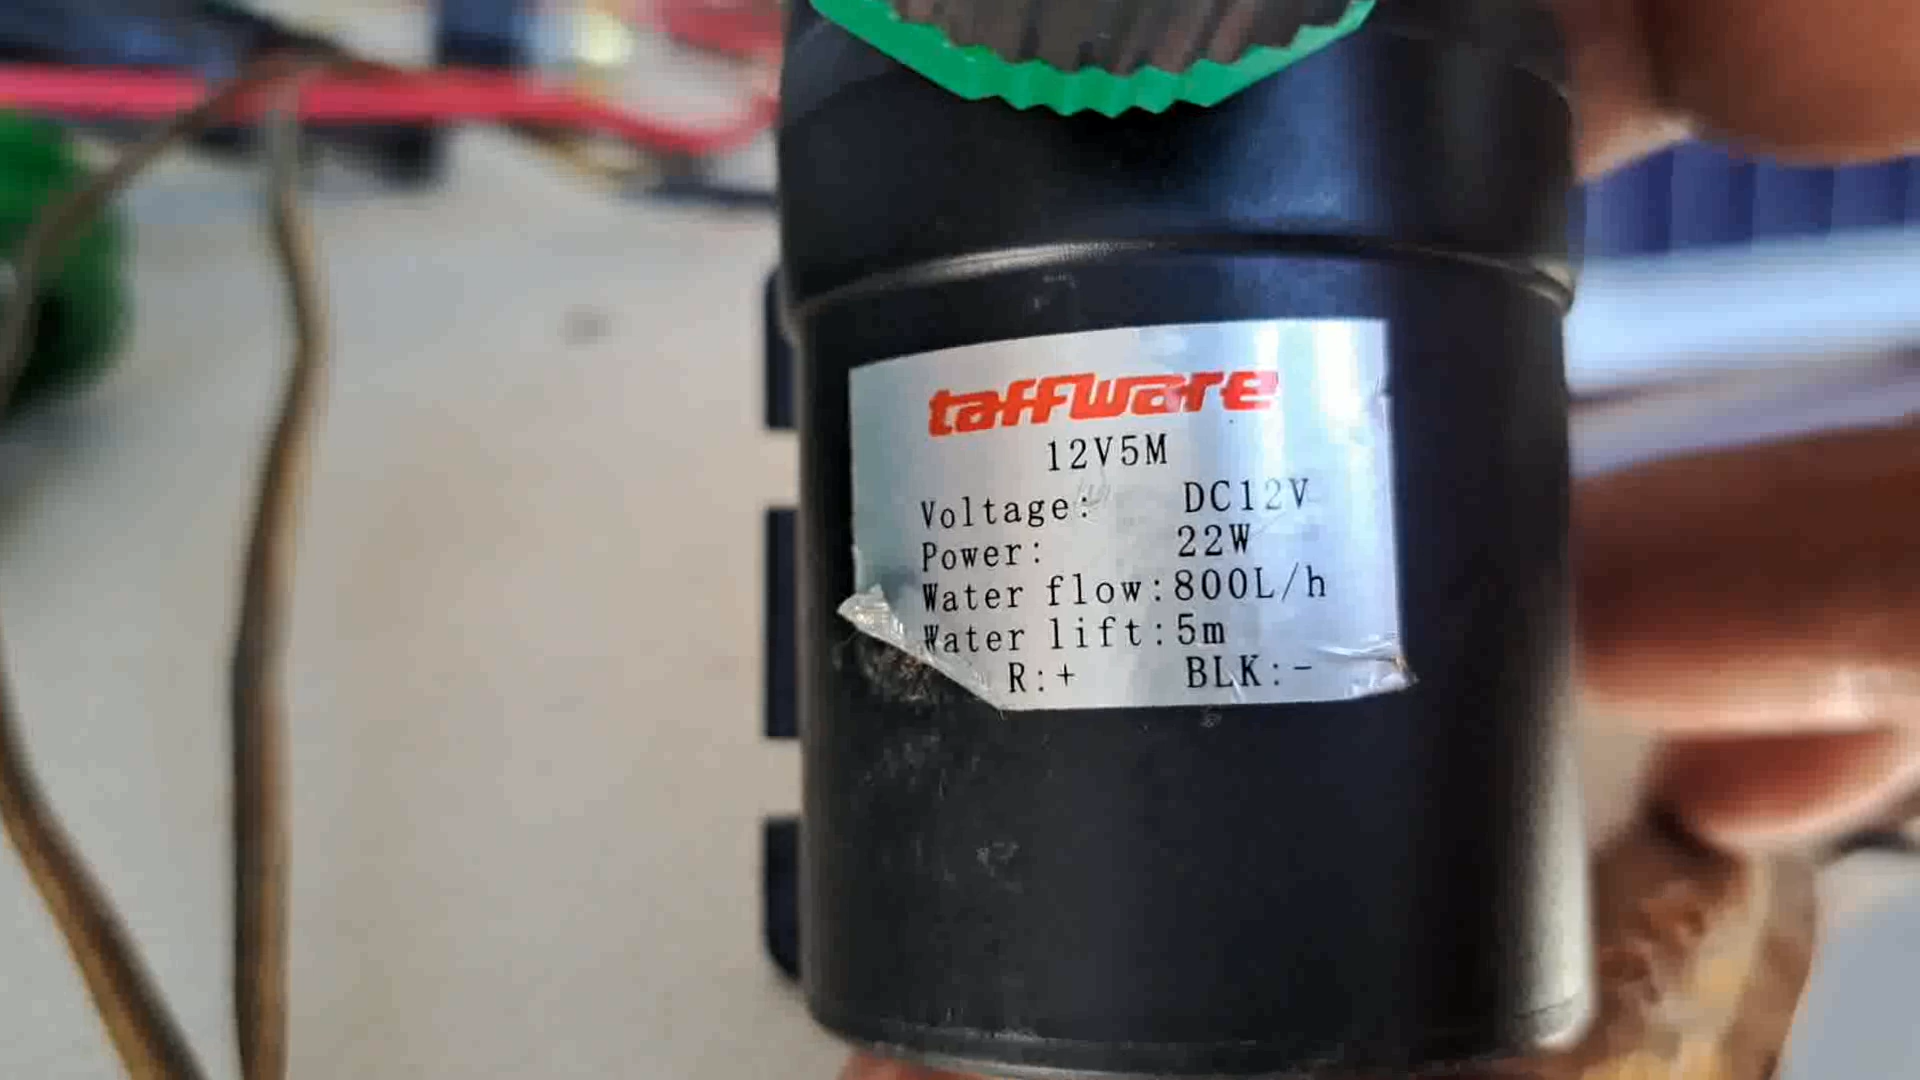 taffware
12V5M
Voltage: DC12V
Power: 22W
Water flow:800L/h
Water lift:5m
R:+ BLK:-